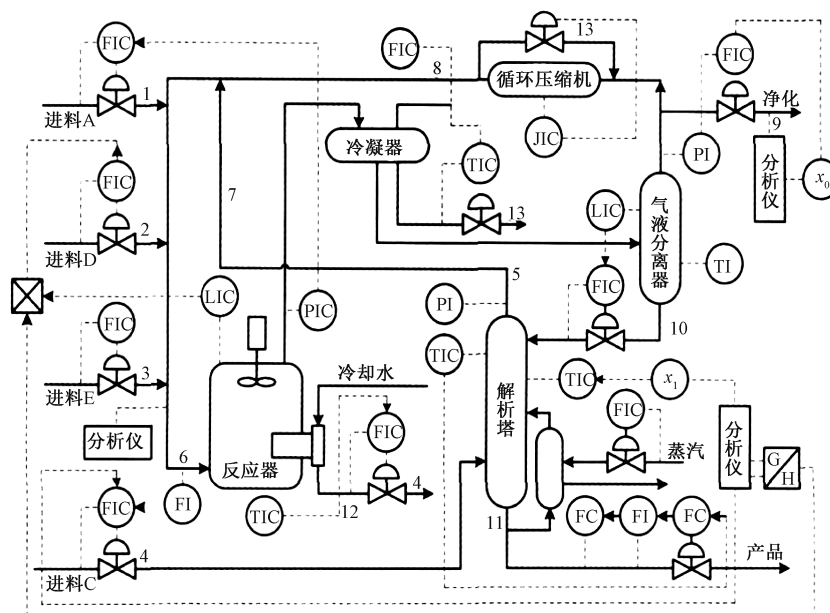 FIC
13
FIC
FIC
8
循环压缩机
1
净化
进料A
9
JIC
PI
冷凝器
分析仪
x₀
TIC
FIC
7
LIC
气液分离器
13
2
进料D
5
TI
LIC
PIC
PI
FIC
10
FIC
TIC
冷却水
3
解析塔
TIC
x₁
进料E
FIC
FIC
分析仪
分析仪
蒸汽
6
反应器
G
H
FI
TIC
12
4
FIC
11
FC
FI
FC
4
产品
进料C